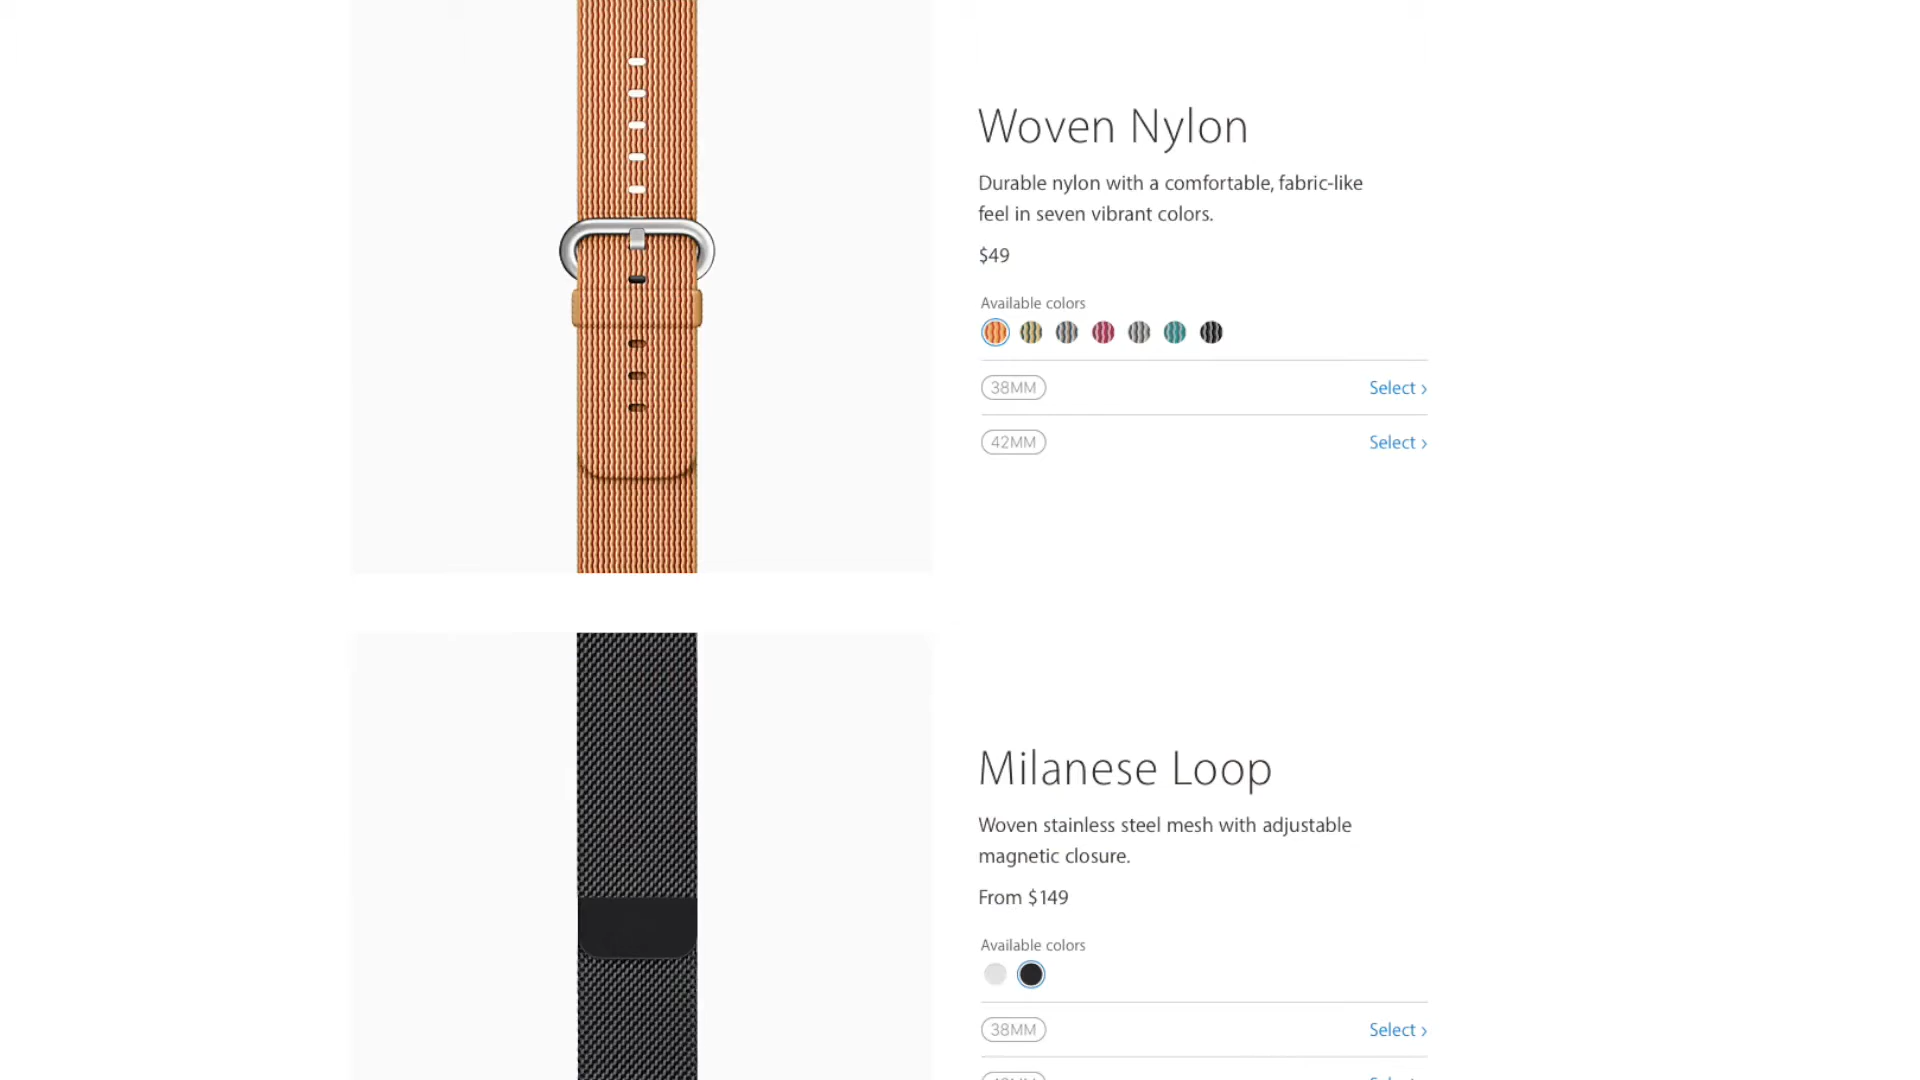 Woven Nylon
Durable nylon with a comfortable, fabric-like
feel in seven vibrant colors.
$49
Available colors
38MM Select ›
42MM Select ›
Milanese Loop
Woven stainless steel mesh with adjustable
magnetic closure.
From $149
Available colors
38MM Select ›